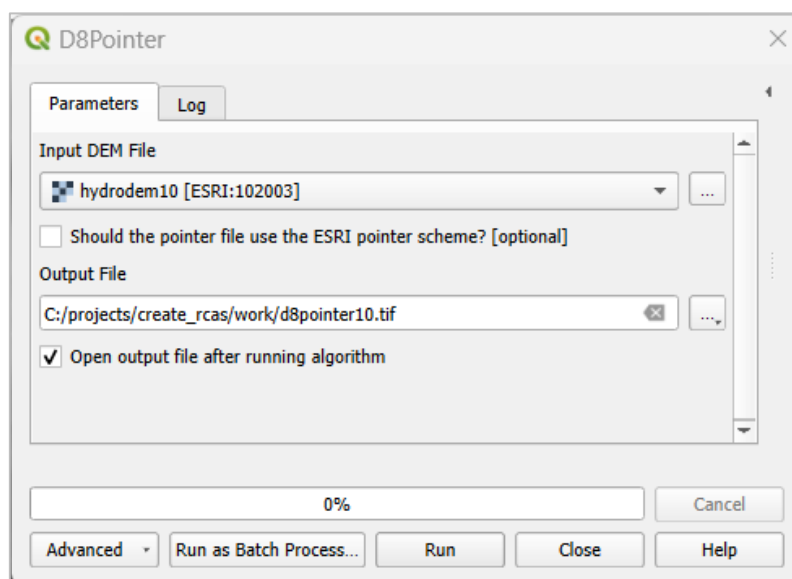 D8Pointer
Parameters Log
Input DEM File
hydrodem10 [ESRI:102003]
...
Should the pointer file use the ESRI pointer scheme? [optional]
Output File
C:/projects/create_rcas/work/d8pointer10.tif
...
Open output file after running algorithm
0% Cancel
Advanced Run as Batch Process... Run Close Help